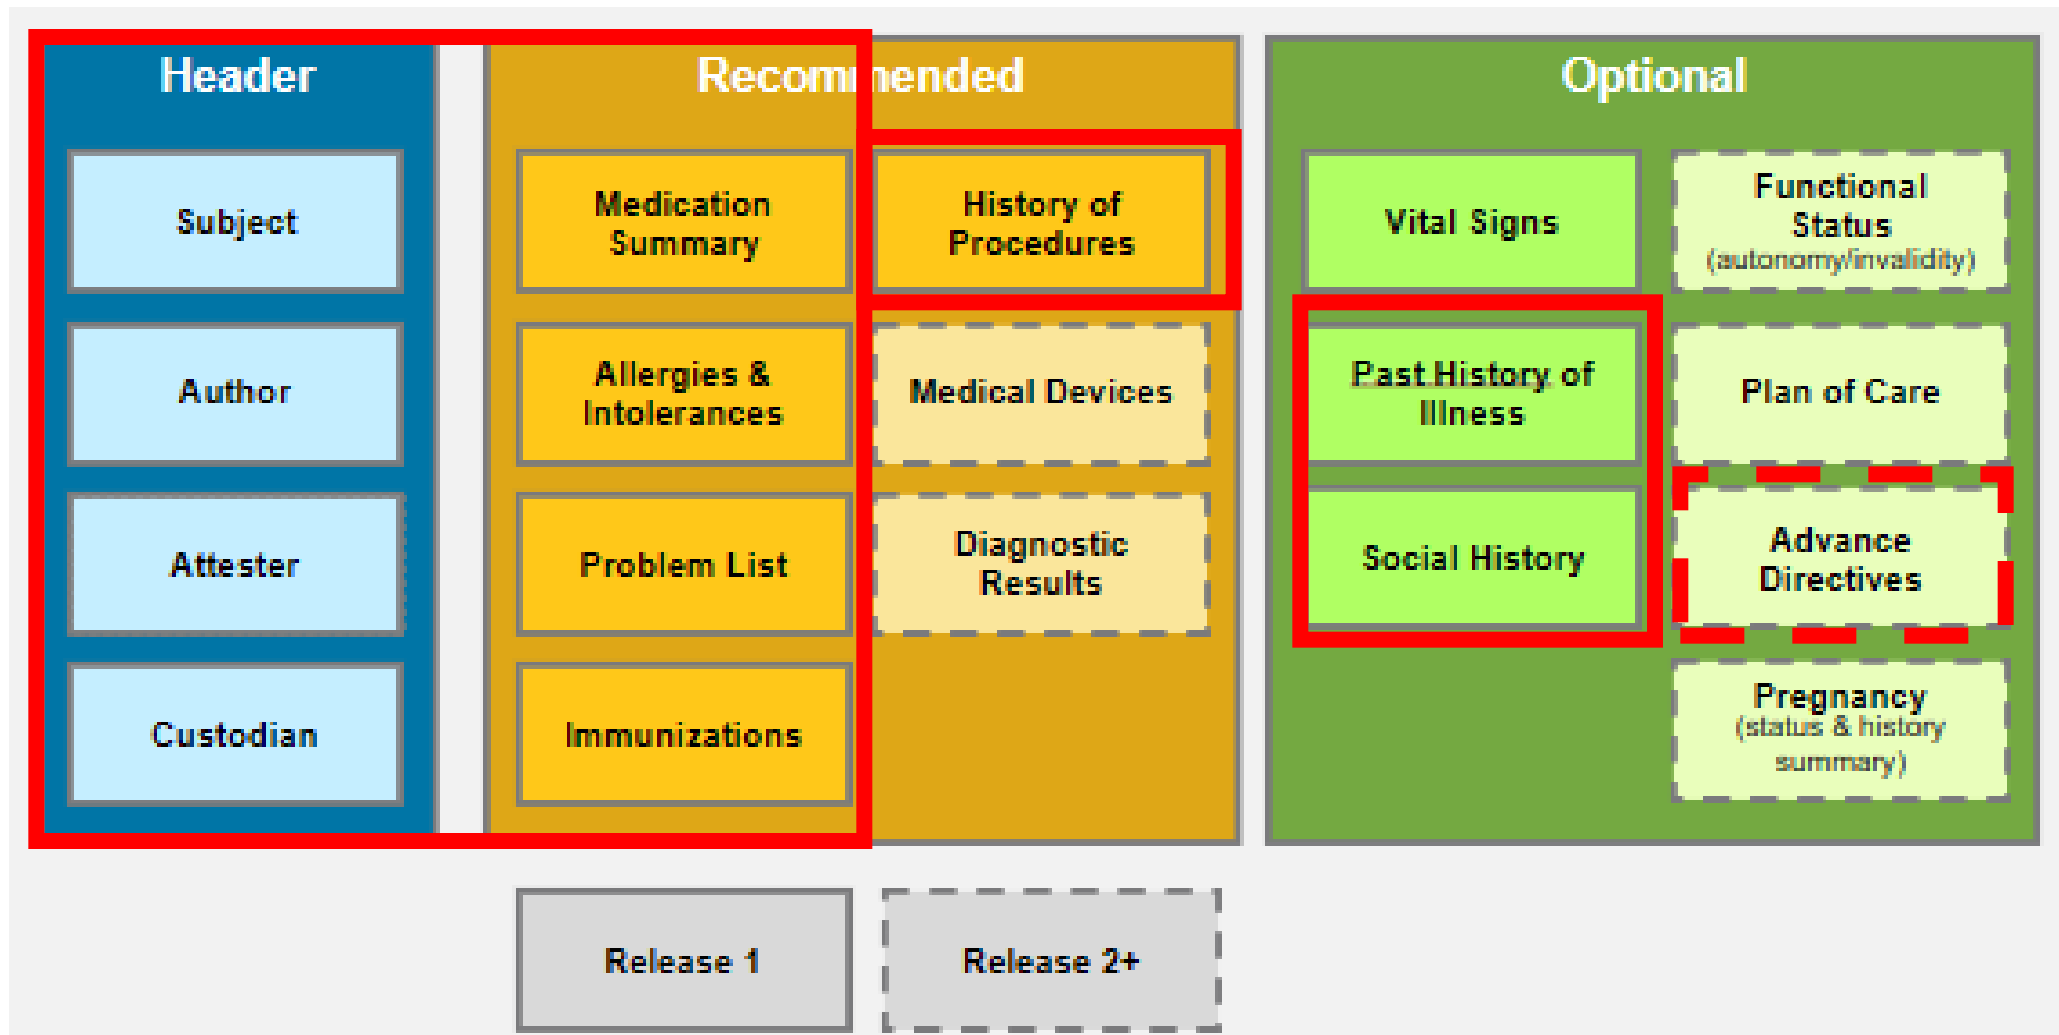 Header
Subject
Author
Attester
Custodian
Recommended
Medication
Summary
Allergies &
Intolerances
Problem List
Immunizations
History of
Procedures
Medical Devices
Diagnostic
Results
Optional
Vital Signs
Past History of
Illness
Social History
Functional
Status
(autonomy/invalidity)
Plan of Care
Advance
Directives
Pregnancy
(status & history
summary)
Release 1
Release 2+